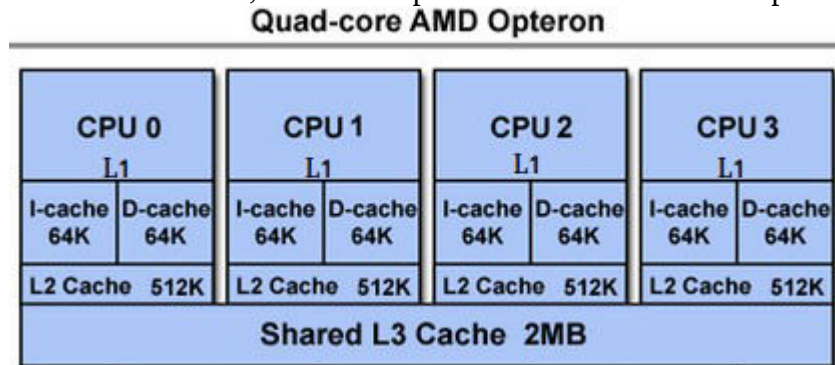 Quad-core AMD Opteron
CPU 0 CPU 1 CPU 2 CPU 3
L1 L1 L1 L1
I-cache D-cache I-cache D-cache I-cache D-cache I-cache D-cache
64K 64K 64K 64K 64K 64K 64K 64K
L2 Cache 512K L2 Cache 512K L2 Cache 512K L2 Cache 512K
Shared L3 Cache 2MB